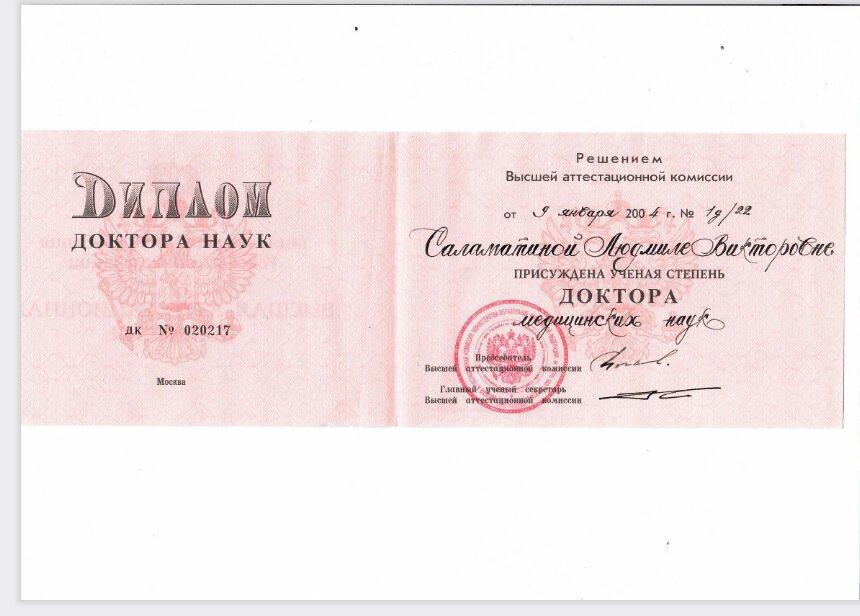 Диплом
ДОКТОРА НАУК
ДК № 020217
Москва
Решением
Высшей аттестационной комиссии
от 9 января 2004 г. № 1д/22
Саламатиной Людмиле Викторовне
ПРИСУЖДЕНА УЧЕНАЯ СТЕПЕНЬ
ДОКТОРА
медицинских наук
Председатель
Высшей аттестационной комиссии
Главный ученый секретарь
Высшей аттестационной комиссии